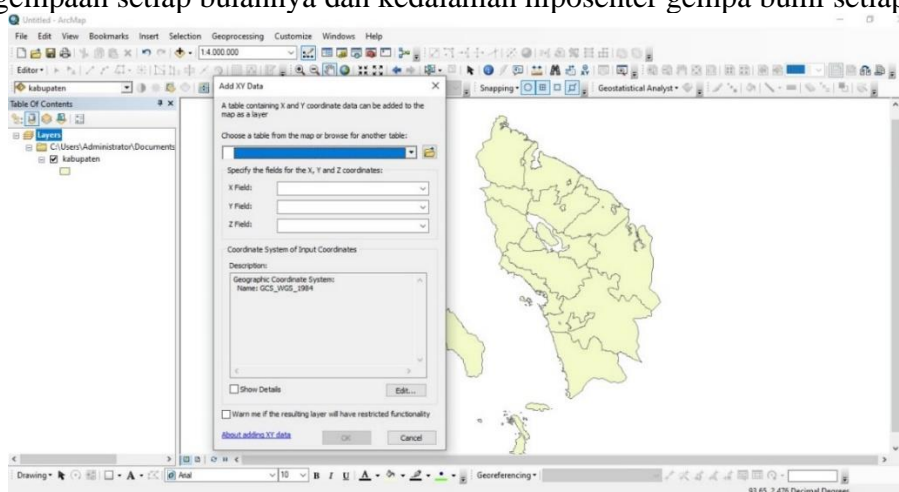 gempaan setiap bulannya dan kedalaman hiposenter gempa bumi setiap
Untitled - ArcMap
File Edit View Bookmarks Insert Selection Geoprocessing Customize Windows Help
1:4.000.000
Editor
kabupaten
Snapping
Geostatistical Analyst
Table Of Contents
Layers
C:\Users\Administrator\Documents
kabupaten
Add XY Data
A table containing X and Y coordinate data can be added to the
map as a layer
Choose a table from the map or browse for another table:
Specify the fields for the X, Y and Z coordinates:
X Field:
Y Field:
Z Field:
Coordinate System of Input Coordinates
Description:
Geographic Coordinate System:
Name: GCS_WGS_1984
Show Details
Edit...
Warn me if the resulting layer will have restricted functionality
About adding XY data
OK
Cancel
Drawing
A
Arial
10
B I U A
Georeferencing
93,65 2,476 Decimal Degrees